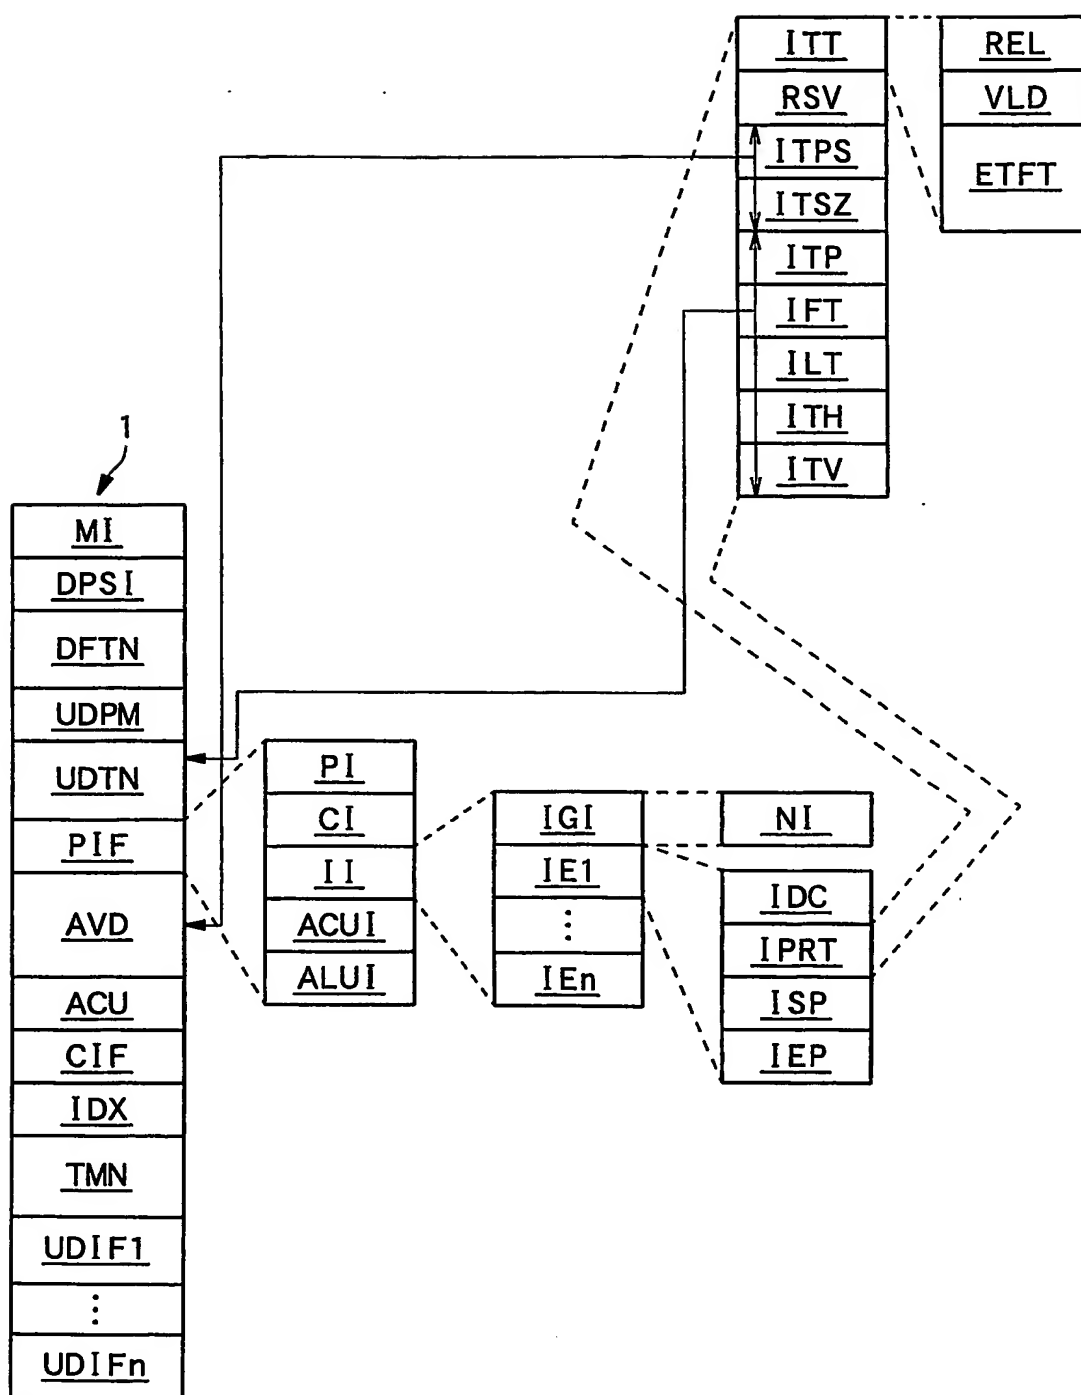 ITT
RSV
ITPS
ITSZ
ITP
IFT
ILT
ITH
ITV
REL
VLD
ETFT
1
MI
DPSI
DFTN
UDPM
UDTN
PIF
AVD
ACU
CIF
IDX
TMN
UDIF1
⋮
UDIFn
PI
CI
II
ACUI
ALUI
IGI
IE1
⋮
IEn
NI
IDC
IPRT
ISP
IEP